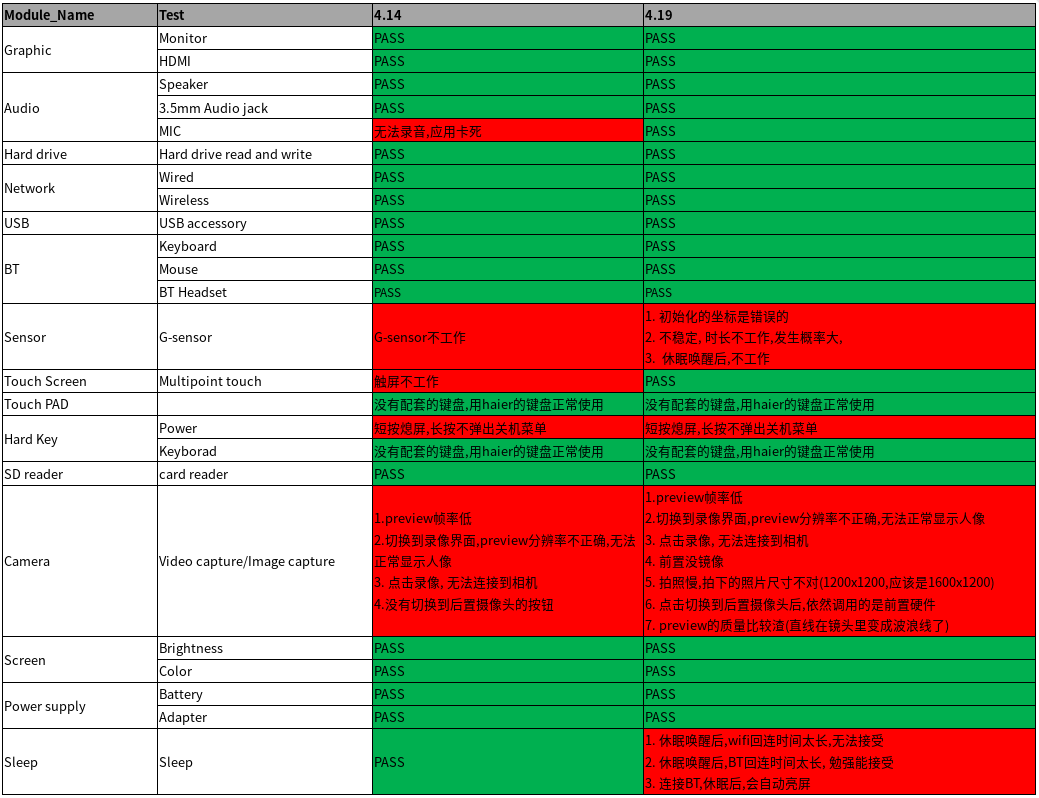 Module_Name Test 4.14 4.19
Graphic
Monitor PASS PASS
HDMI PASS PASS
Audio
Speaker PASS PASS
3.5mm Audio jack PASS PASS
MIC 无法录音,应用卡死 PASS
Hard drive Hard drive read and write PASS PASS
Network
Wired PASS PASS
Wireless PASS PASS
USB USB accessory PASS PASS
BT
Keyboard PASS PASS
Mouse PASS PASS
BT Headset PASS PASS
Sensor G-sensor G-sensor不工作
1. 初始化的坐标是错误的
2. 不稳定, 时长不工作,发生概率大,
3. 休眠唤醒后,不工作
Touch Screen Multipoint touch 触屏不工作 PASS
Touch PAD 没有配套的键盘,用haier的键盘正常使用 没有配套的键盘,用haier的键盘正常使用
Hard Key
Power 短按熄屏,长按不弹出关机菜单 短按熄屏,长按不弹出关机菜单
Keyborad 没有配套的键盘,用haier的键盘正常使用 没有配套的键盘,用haier的键盘正常使用
SD reader card reader PASS PASS
Camera Video capture/Image capture
1.preview帧率低
2.切换到录像界面,preview分辨率不正确,无法
正常显示人像
3. 点击录像, 无法连接到相机
4.没有切换到后置摄像头的按钮
1.preview帧率低
2.切换到录像界面,preview分辨率不正确,无法正常显示人像
3. 点击录像, 无法连接到相机
4. 前置没镜像
5. 拍照慢,拍下的照片尺寸不对(1200x1200,应该是1600x1200)
6. 点击切换到后置摄像头后,依然调用的是前置硬件
7. preview的质量比较渣(直线在镜头里变成波浪线了)
Screen
Brightness PASS PASS
Color PASS PASS
Power supply
Battery PASS PASS
Adapter PASS PASS
Sleep Sleep PASS
1. 休眠唤醒后,wifi回连时间太长,无法接受
2. 休眠唤醒后,BT回连时间太长, 勉强能接受
3. 连接BT,休眠后,会自动亮屏